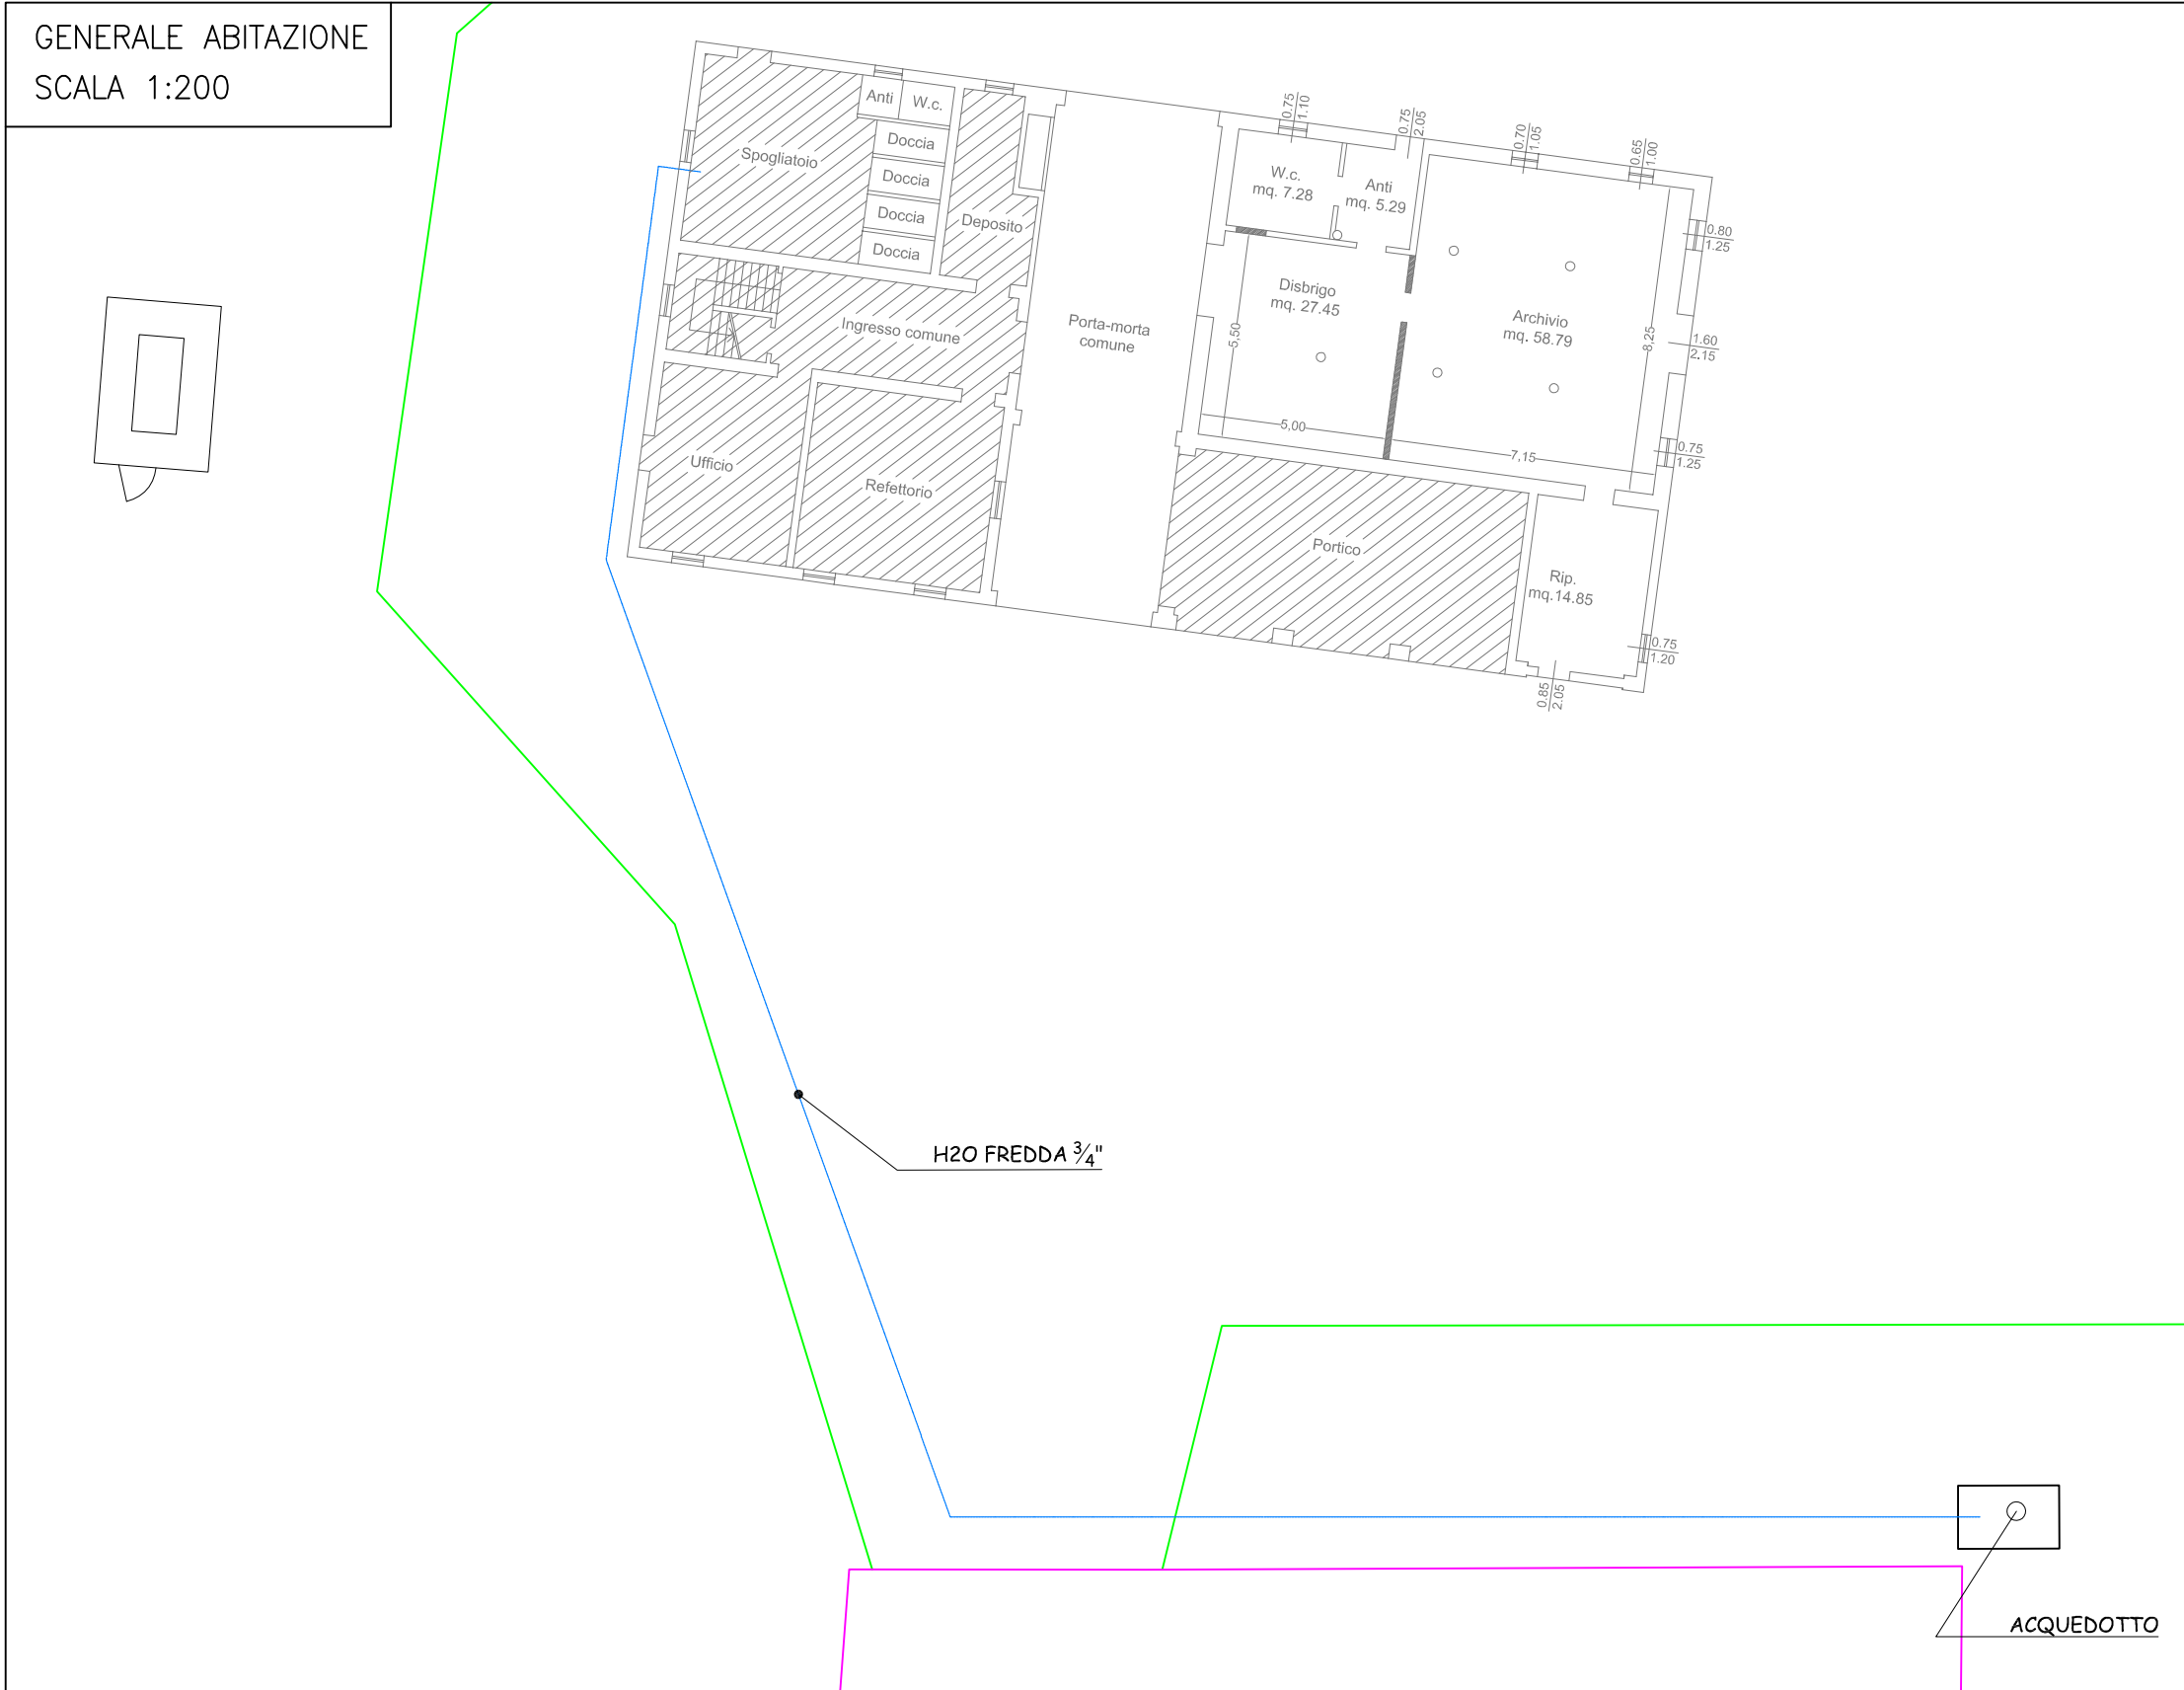 GENERALE ABITAZIONE
SCALA 1:200
Anti
W.c.
Doccia
Doccia
Doccia
Doccia
Spogliatoio
Deposito
Ingresso comune
Ufficio
Refettorio
Porta-morta
comune
0.75
1.10
0.75
2.05
0.70
1.05
0.65
1.00
W.c.
mq. 7.28
Anti
mq. 5.29
0.80
1.25
Disbrigo
mq. 27.45
Archivio
mq. 58.79
5,50
8,25
1.60
2.15
5,00
7,15
0.75
1.25
Portico
Rip.
mq.14.85
0.75
1.20
0.85
2.05
H2O FREDDA ¾"
ACQUEDOTTO